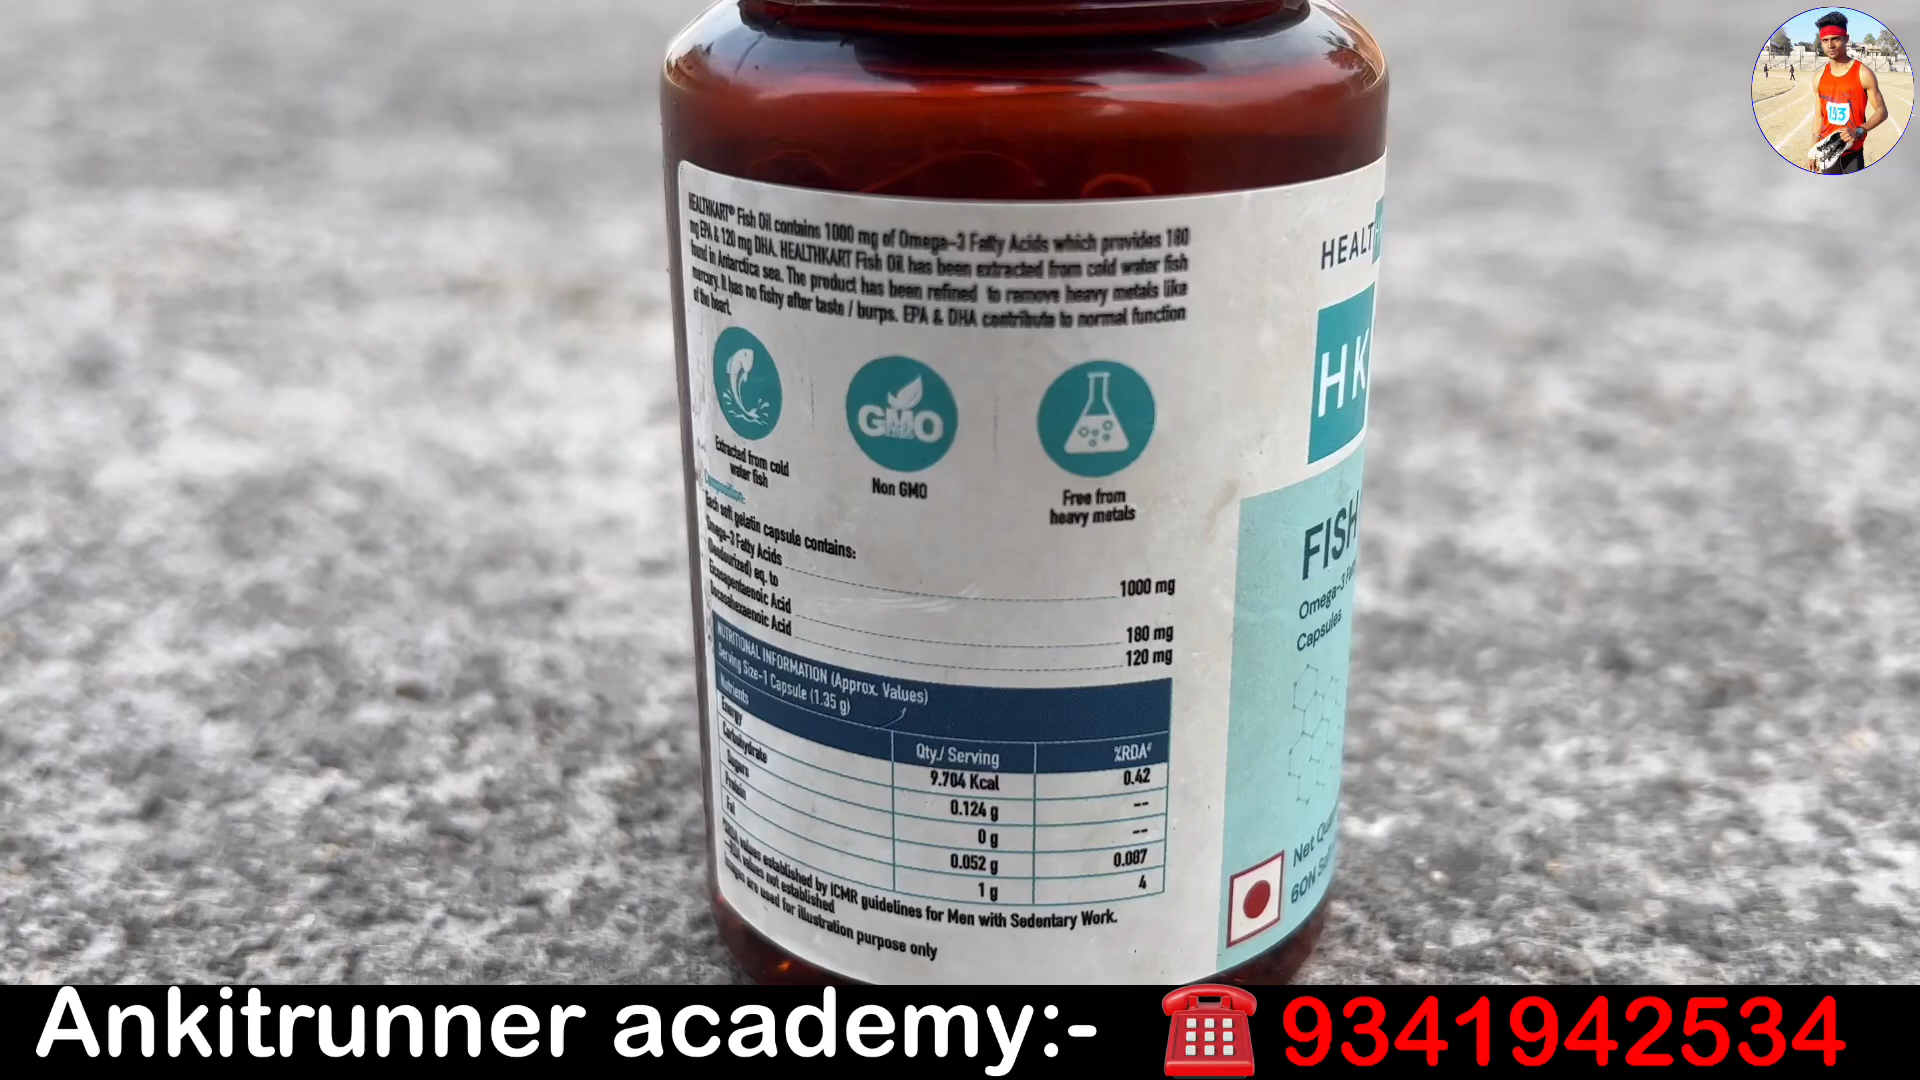 HEALTHKART® Fish Oil contains 1000 mg of Omega-3 Fatty Acids which provides 180
mg EPA & 120 mg DHA. HEALTHKART Fish Oil has been extracted from cold water fish
found in Antarctica sea. The product has been refined to remove heavy metals like
mercury. It has no fishy after taste / burps. EPA & DHA contribute to normal function
of the heart.
Extracted from cold
water fish
GMO
Non GMO
Free from
heavy metals
Composition:
Each soft gelatin capsule contains:
Omega-3 Fatty Acids 1000 mg
(Deodourized) eq. to
Eicosapentaenoic Acid 180 mg
Docosahexaenoic Acid 120 mg
NUTRITIONAL INFORMATION (Approx. Values)
Serving Size-1 Capsule (1.35 g)
Nutrients Qty./ Serving %RDA#
Energy 9.704 Kcal 0.42
Carbohydrate 0.124 g --
Sugars 0 g --
Protein 0.052 g 0.087
Fat 1 g 4
values established by ICMR guidelines for Men with Sedentary Work.
values not established
Images are used for illustration purpose only
HEALTH
HK
FISH
Omega-3
Capsules
Net
60N
193
Ankitrunner academy:- 9341942534